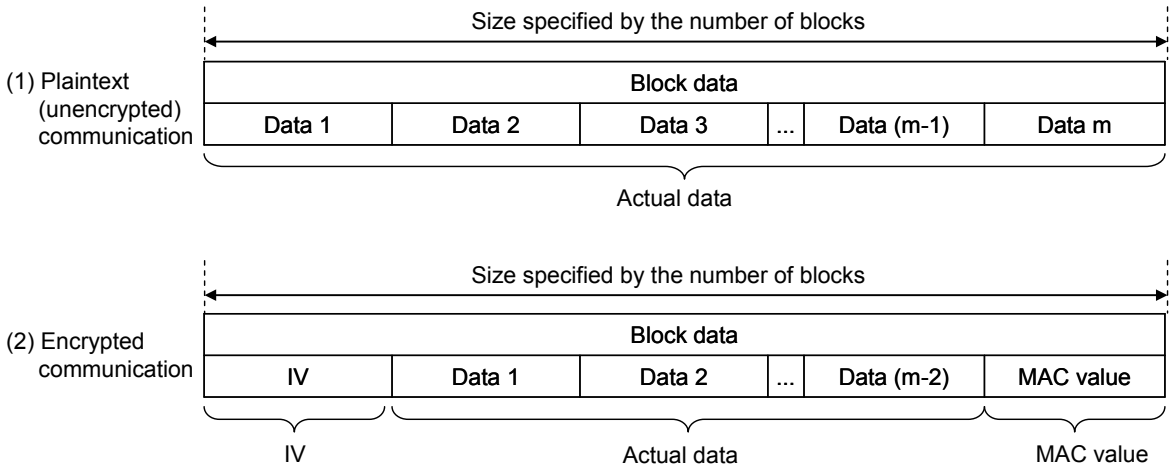 Size specified by the number of blocks
(1) Plaintext
(unencrypted)
communication
Block data
Data 1 Data 2 Data 3 ... Data (m-1) Data m
Actual data
Size specified by the number of blocks
(2) Encrypted
communication
Block data
IV Data 1 Data 2 ... Data (m-2) MAC value
IV Actual data MAC value